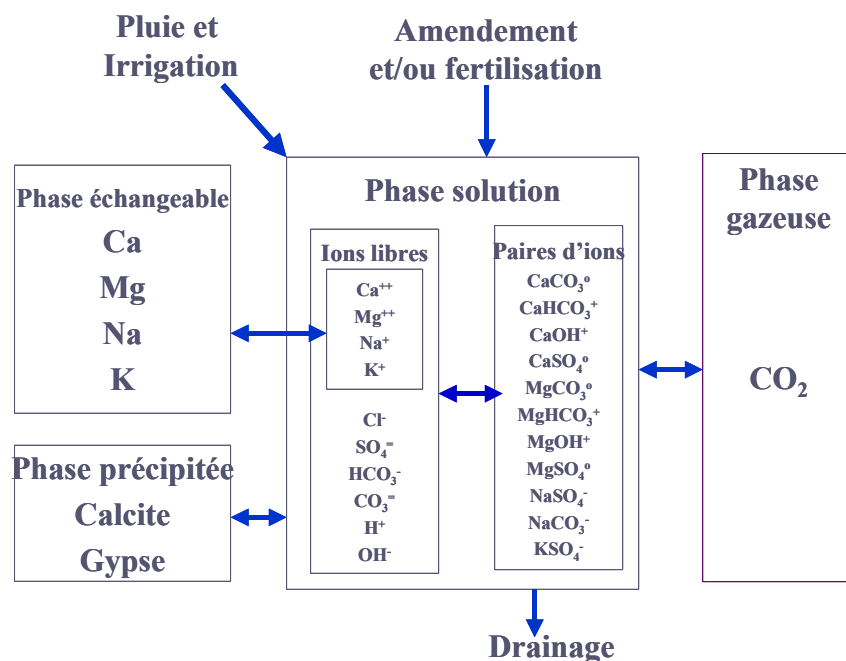 Pluie et
Irrigation
Amendement
et/ou fertilisation
Phase échangeable
Ca
Mg
Na
K
Phase précipitée
Calcite
Gypse
Phase solution
Ions libres
Ca⁺⁺
Mg⁺⁺
Na⁺
K⁺
Cl⁻
SO₄⁼
HCO₃⁻
CO₃⁼
H⁺
OH⁻
Paires d’ions
CaCO₃º
CaHCO₃⁺
CaOH⁺
CaSO₄º
MgCO₃º
MgHCO₃⁺
MgOH⁺
MgSO₄º
NaSO₄⁻
NaCO₃⁻
KSO₄⁻
Phase
gazeuse
CO₂
Drainage